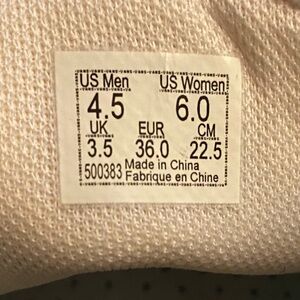 US Men US Women
4.5 6.0
UK EUR CM
3.5 36.0 22.5
500383 Made in China
Fabrique en Chine